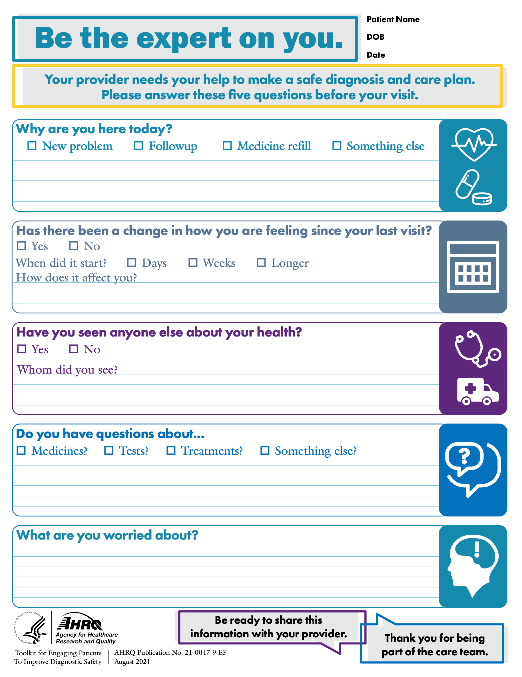 Be the expert on you.
Patient Name
DOB
Date
Your provider needs your help to make a safe diagnosis and care plan.
Please answer these five questions before your visit.
Why are you here today?
New problem Followup Medicine refill Something else
Has there been a change in how you are feeling since your last visit?
Yes No
When did it start? Days Weeks Longer
How does it affect you?
Have you seen anyone else about your health?
Yes No
Whom did you see?
Do you have questions about...
Medicines? Tests? Treatments? Something else?
?
What are you worried about?
!
AHRQ
Agency for Healthcare
Research and Quality
Toolkit for Engaging Patients
To Improve Diagnostic Safety
AHRQ Publication No. 21-0047-9-EF
August 2021
Be ready to share this
information with your provider.
Thank you for being
part of the care team.